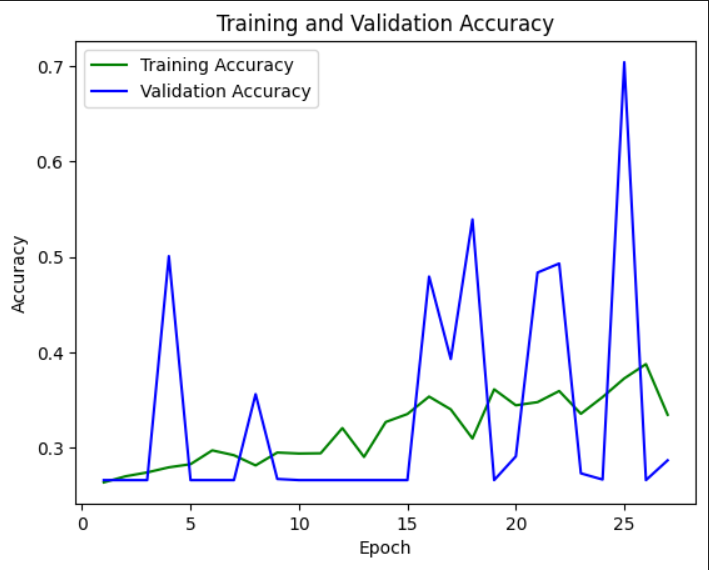 Training and Validation Accuracy
Training Accuracy
Validation Accuracy
Accuracy
0.7
0.6
0.5
0.4
0.3
0
5
10
15
20
25
Epoch